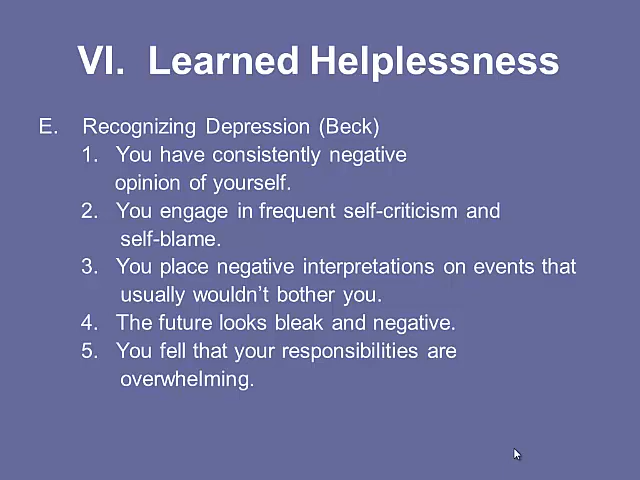 VI. Learned Helplessness
E. Recognizing Depression (Beck)
1. You have consistently negative
opinion of yourself.
2. You engage in frequent self-criticism and
self-blame.
3. You place negative interpretations on events that
usually wouldn't bother you.
4. The future looks bleak and negative.
5. You fell that your responsibilities are
overwhelming.